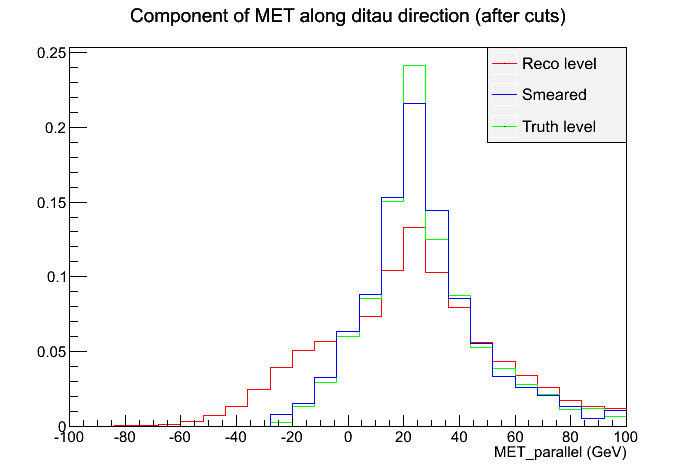 Component of MET along ditau direction (after cuts)
0.25
0.2
0.15
0.1
0.05
0
Reco level
Smeared
Truth level
-100 -80 -60 -40 -20 0 20 40 60 80 100
MET_parallel (GeV)